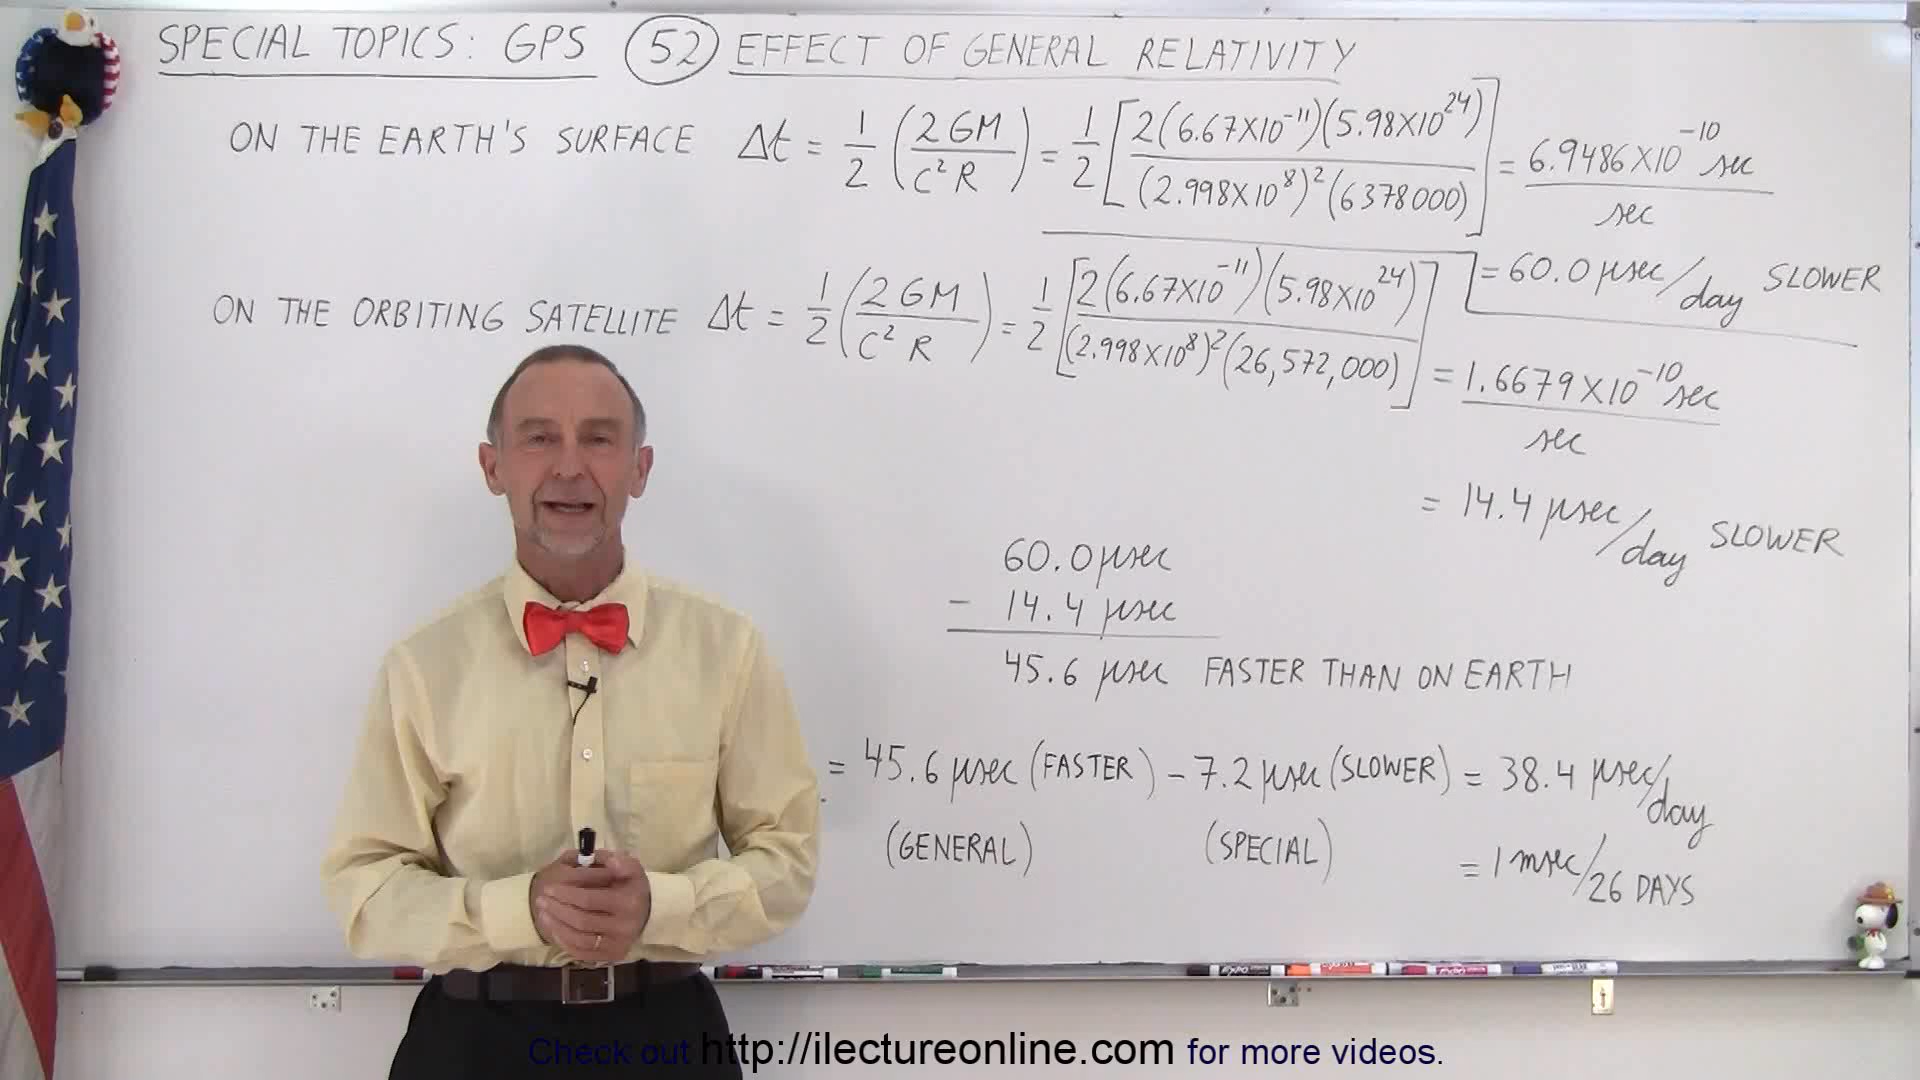 SPECIAL TOPICS: GPS 52 EFFECT OF GENERAL RELATIVITY
ON THE EARTH'S SURFACE Δt = 1/2 (2GM / C²R) = 1/2 [2(6.67X10⁻¹¹)(5.98X10²⁴) / (2.998X10⁸)²(6378000)] = 6.9486X10⁻¹⁰ sec / sec
= 60.0 μsec/day SLOWER
ON THE ORBITING SATELLITE Δt = 1/2 (2GM / C²R) = 1/2 [2(6.67X10⁻¹¹)(5.98X10²⁴) / (2.998X10⁸)²(26,572,000)] = 1.6679X10⁻¹⁰ sec / sec
= 14.4 μsec/day SLOWER
60.0 μsec
- 14.4 μsec
45.6 μsec FASTER THAN ON EARTH
= 45.6 μsec (FASTER) - 7.2 μsec (SLOWER) = 38.4 μsec/day
(GENERAL) (SPECIAL) = 1 msec/26 DAYS
Check out http://ilectureonline.com for more videos.